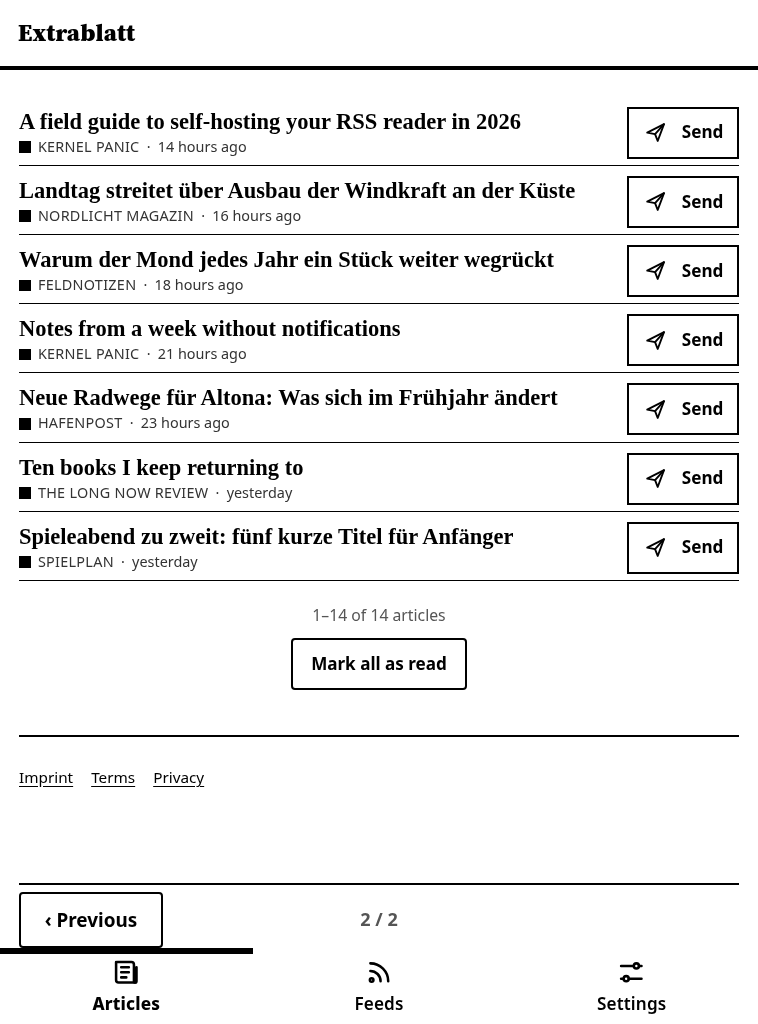 Extrablatt
A field guide to self-hosting your RSS reader in 2026
KERNEL PANIC · 14 hours ago
Send
Landtag streitet über Ausbau der Windkraft an der Küste
NORDLICHT MAGAZIN · 16 hours ago
Send
Warum der Mond jedes Jahr ein Stück weiter wegrückt
FELDNOTIZEN · 18 hours ago
Send
Notes from a week without notifications
KERNEL PANIC · 21 hours ago
Send
Neue Radwege für Altona: Was sich im Frühjahr ändert
HAFENPOST · 23 hours ago
Send
Ten books I keep returning to
THE LONG NOW REVIEW · yesterday
Send
Spieleabend zu zweit: fünf kurze Titel für Anfänger
SPIELPLAN · yesterday
Send
1–14 of 14 articles
Mark all as read
Imprint Terms Privacy
‹ Previous 2 / 2
Articles Feeds Settings